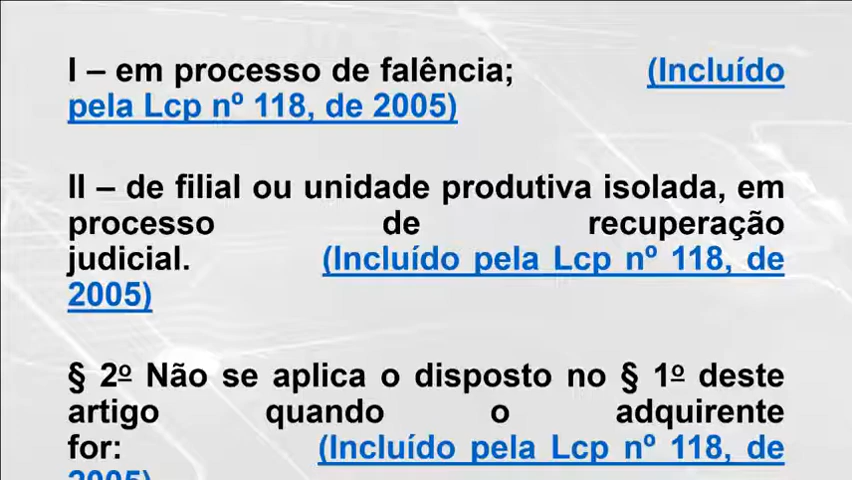 I – em processo de falência; (Incluído
pela Lcp nº 118, de 2005)
II – de filial ou unidade produtiva isolada, em
processo de recuperação
judicial. (Incluído pela Lcp nº 118, de
2005)
§ 2º Não se aplica o disposto no § 1º deste
artigo quando o adquirente
for: (Incluído pela Lcp nº 118, de
2005)